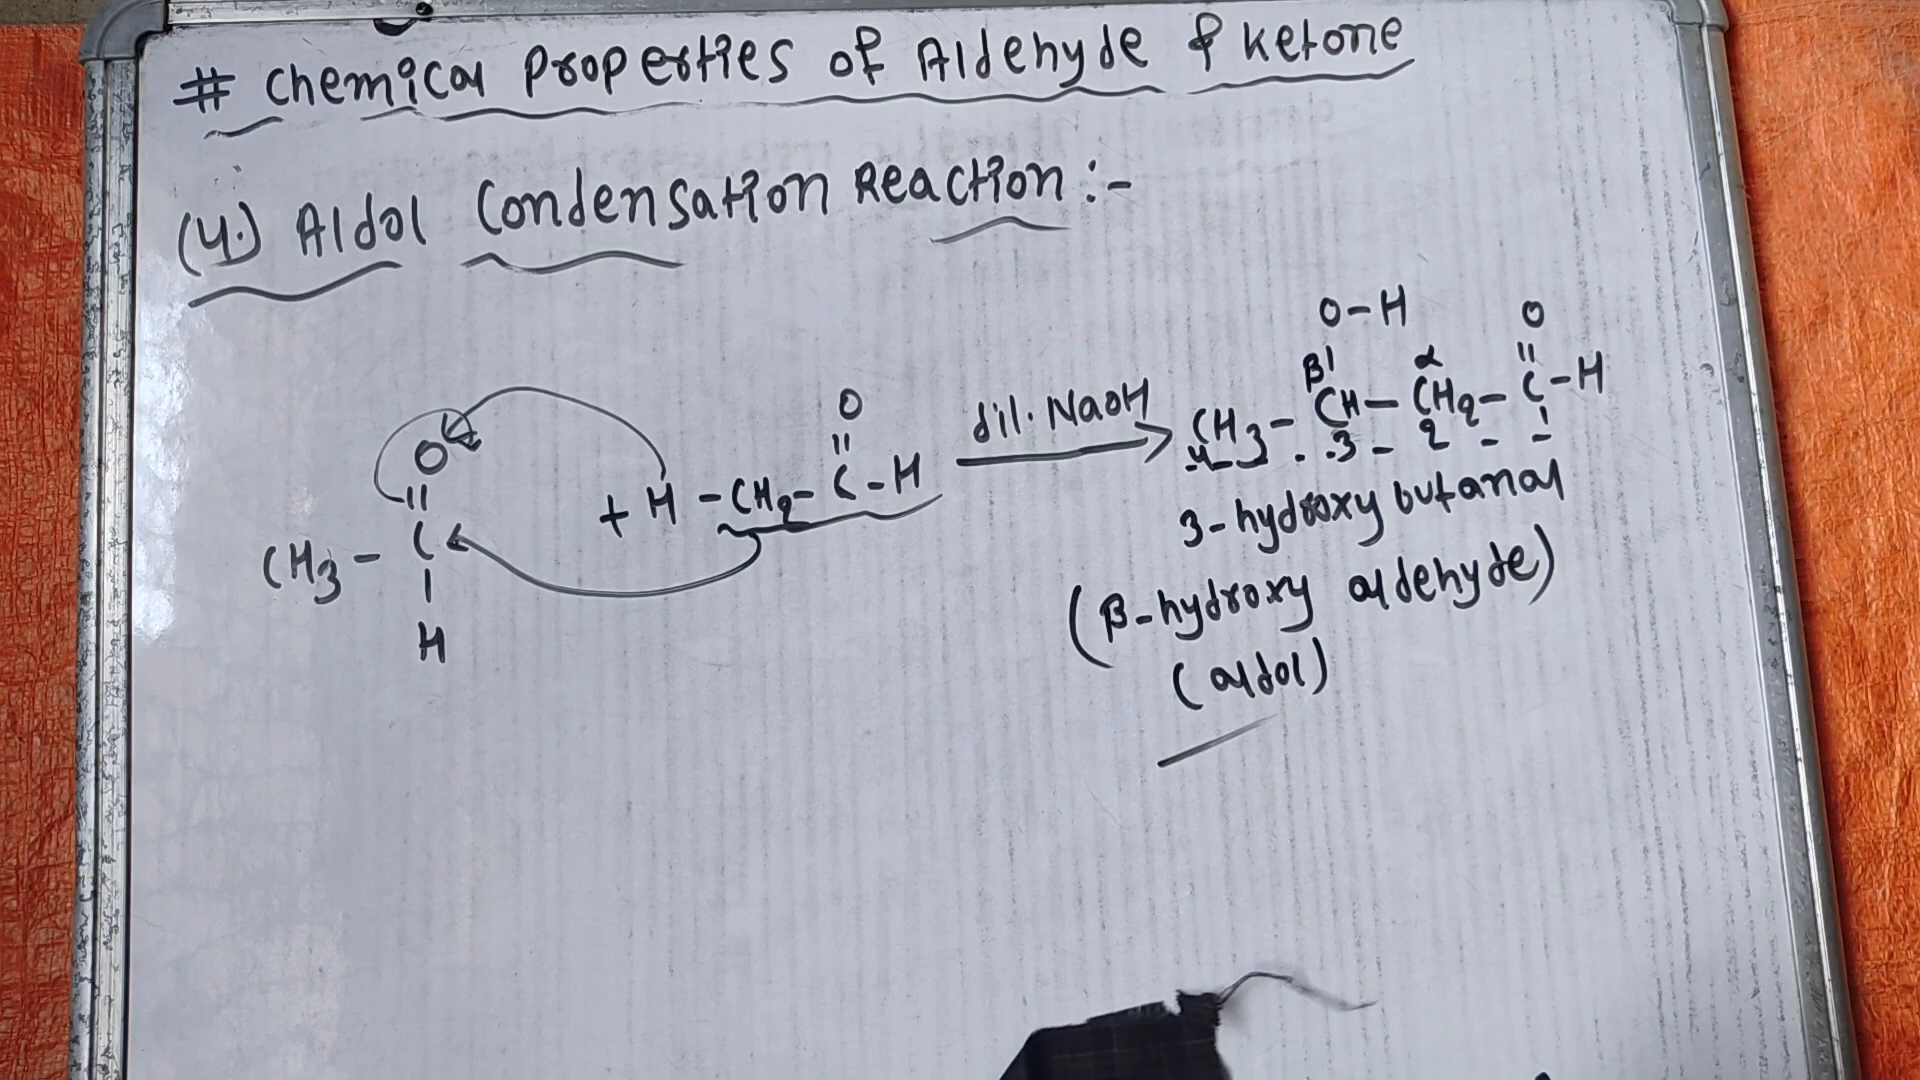 # Chemical Properties of Aldehyde & Ketone
(4.) Aldol Condensation Reaction :-
O-H O
O β α ||
O || dil. NaOH CH3 - CH - CH2 - C - H
|| + H - CH2 - C - H 4 3 2 1
CH3 - C 3-hydroxy butanal
H (β-hydroxy aldehyde)
(aldol)